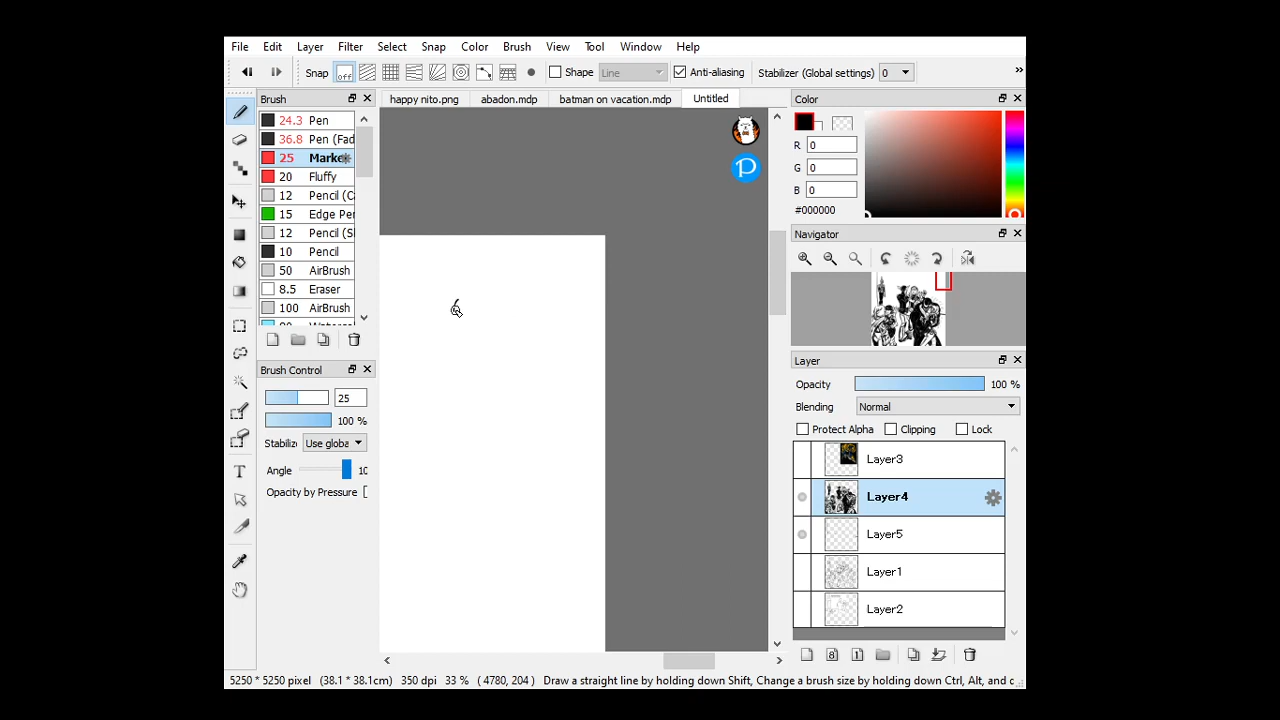 File Edit Layer Filter Select Snap Color Brush View Tool Window Help
Snap off Shape Line Anti-aliasing Stabilizer (Global settings) 0 »
Brush
happy nito.png abadon.mdp batman on vacation.mdp Untitled
24.3 Pen
36.8 Pen (Fad
25 Marke
20 Fluffy
12 Pencil (C
15 Edge Pe
12 Pencil (S
10 Pencil
50 AirBrush
8.5 Eraser
100 AirBrush
Brush Control
25
100 %
Stabiliz Use globa
Angle 10
Opacity by Pressure
P
Color
R 0
G 0
B 0
#000000
Navigator
Layer
Opacity 100 %
Blending Normal
Protect Alpha Clipping Lock
Layer3
Layer4
Layer5
Layer1
Layer2
8 1
5250 * 5250 pixel (38.1 * 38.1cm) 350 dpi 33 % ( 4780, 204 ) Draw a straight line by holding down Shift, Change a brush size by holding down Ctrl, Alt, and